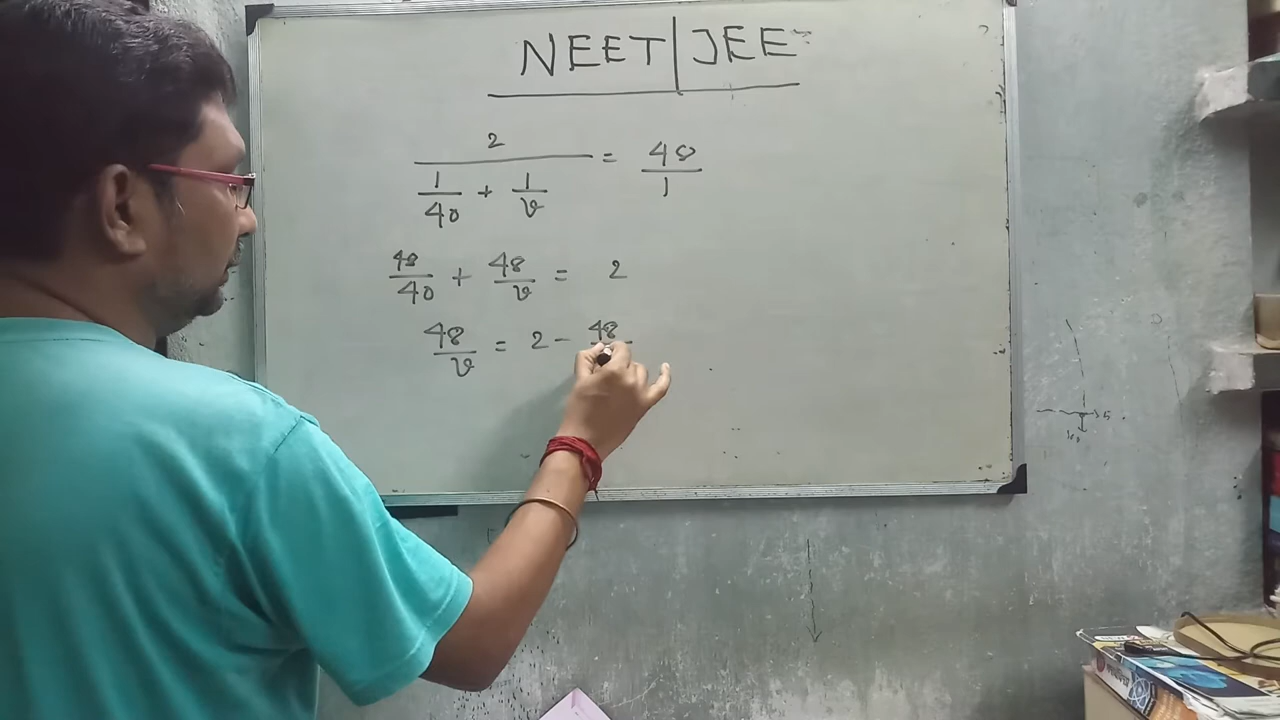 NEET|JEE
2/(1/40 + 1/v) = 48/1
48/40 + 48/v = 2
48/v = 2 - 48/